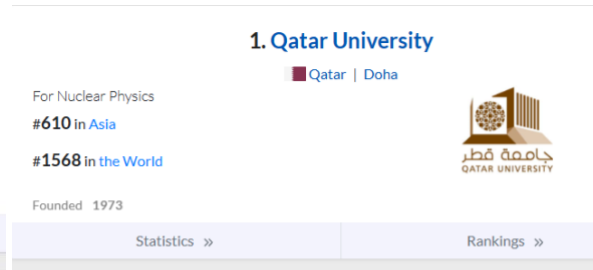 1. Qatar University
Qatar | Doha
For Nuclear Physics
#610 in Asia
#1568 in the World
جامعة قطر
QATAR UNIVERSITY
Founded 1973
Statistics »
Rankings »